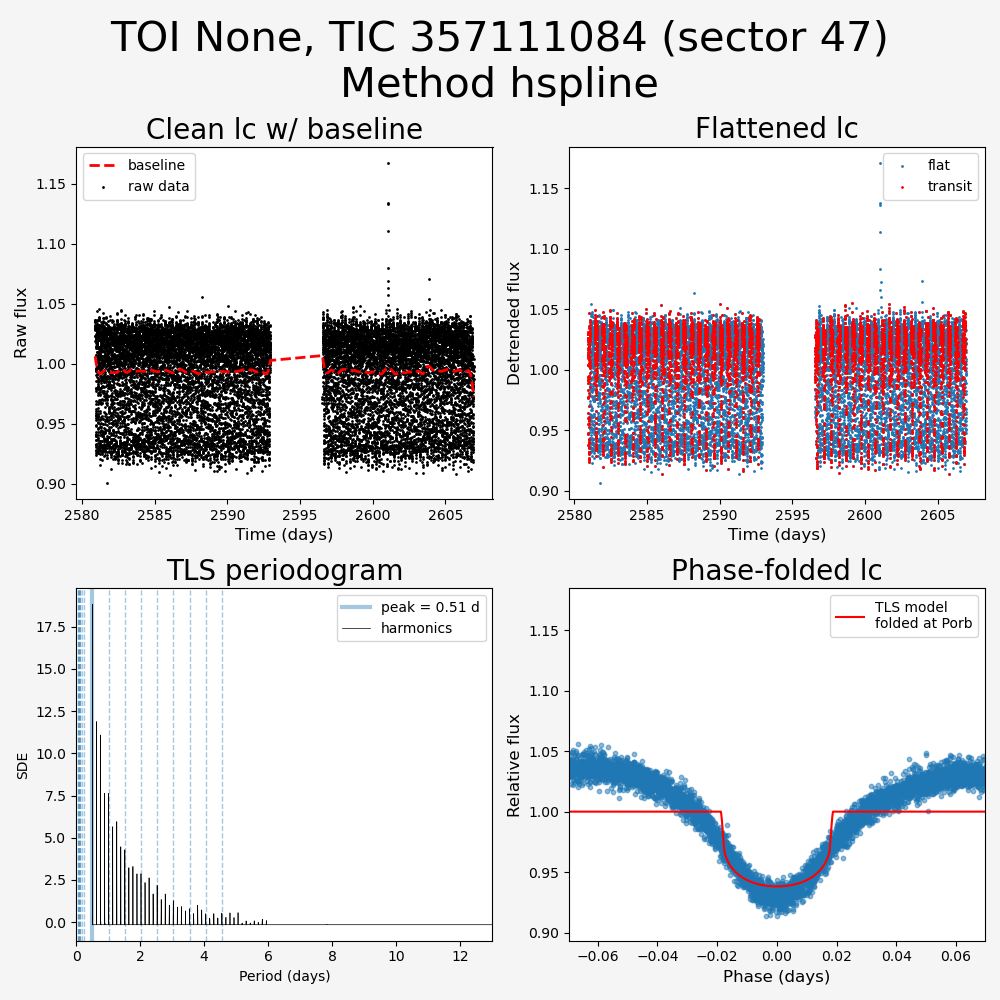 TOI None, TIC 357111084 (sector 47)
Method hspline
Clean lc w/ baseline
baseline
raw data
Raw flux
1.15
1.10
1.05
1.00
0.95
0.90
2580
2585
2590
2595
2600
2605
Time (days)
Flattened lc
flat
transit
Detrended flux
1.15
1.10
1.05
1.00
0.95
0.90
2580
2585
2590
2595
2600
2605
Time (days)
TLS periodogram
peak = 0.51 d
harmonics
SDE
17.5
15.0
12.5
10.0
7.5
5.0
2.5
0.0
0
2
4
6
8
10
12
Period (days)
Phase-folded lc
TLS model
folded at Porb
Relative flux
1.15
1.10
1.05
1.00
0.95
0.90
−0.06
−0.04
−0.02
0.00
0.02
0.04
0.06
Phase (days)